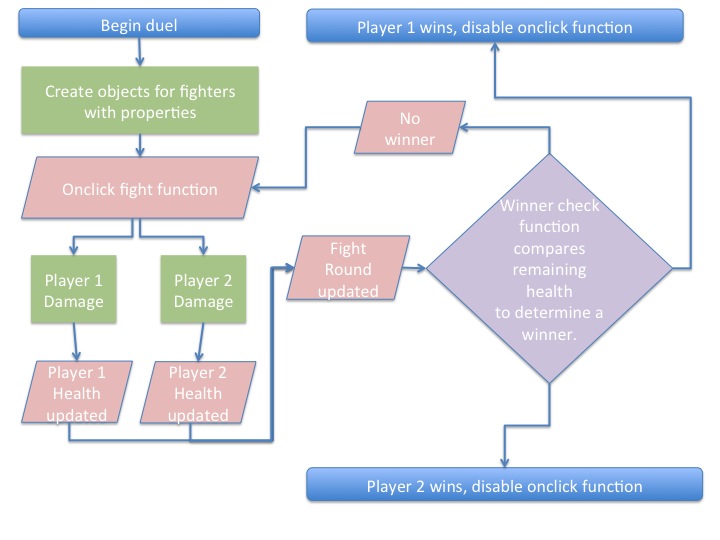 Begin duel
Player 1 wins, disable onclick function
Create objects for fighters
with properties
No
winner
Onclick fight function
Winner check
function
compares
remaining
health
to determine a
winner.
Fight
Round
updated
Player 1
Damage
Player 2
Damage
Player 1
Health
updated
Player 2
Health
updated
Player 2 wins, disable onclick function